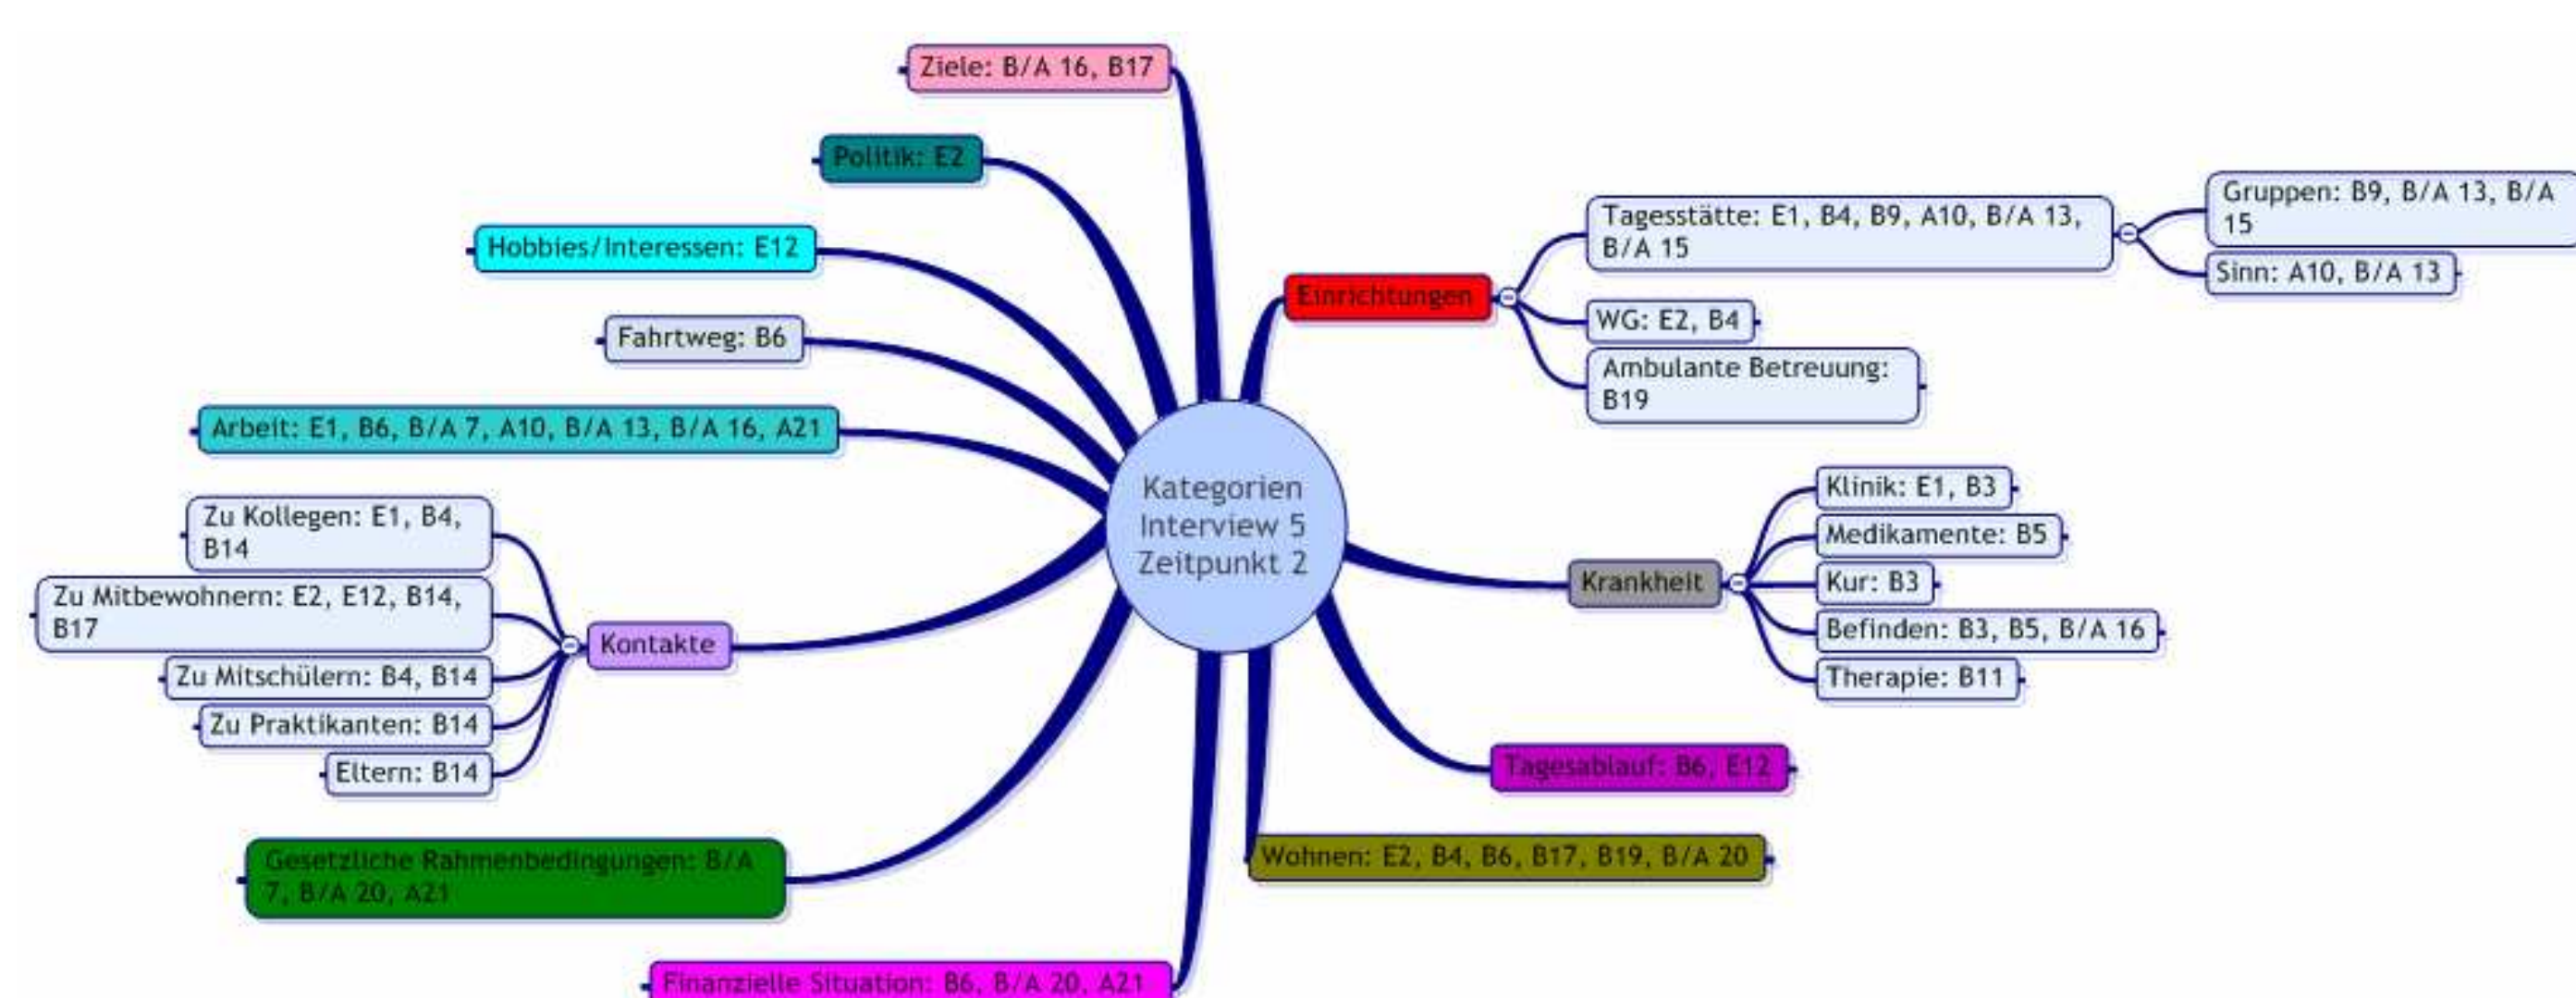 Ziele: B/A 16, B17
Politik: E2
Hobbies/Interessen: E12
Fahrtweg: B6
Arbeit: E1, B6, B/A 7, A10, B/A 13, B/A 16, A21
Zu Kollegen: E1, B4,
B14
Zu Mitbewohnern: E2, E12, B14,
B17
Zu Mitschülern: B4, B14
Zu Praktikanten: B14
Eltern: B14
Kontakte
Gesetzliche Rahmenbedingungen: B/A
7, B/A 20, A21
Finanzielle Situation: B6, B/A 20, A21
Kategorien
Interview 5
Zeitpunkt 2
Einrichtungen
Tagesstätte: E1, B4, B9, A10, B/A 13,
B/A 15
Gruppen: B9, B/A 13, B/A
15
Sinn: A10, B/A 13
WG: E2, B4
Ambulante Betreuung:
B19
Krankheit
Klinik: E1, B3
Medikamente: B5
Kur: B3
Befinden: B3, B5, B/A 16
Therapie: B11
Tagesablauf: B6, E12
Wohnen: E2, B4, B6, B17, B19, B/A 20